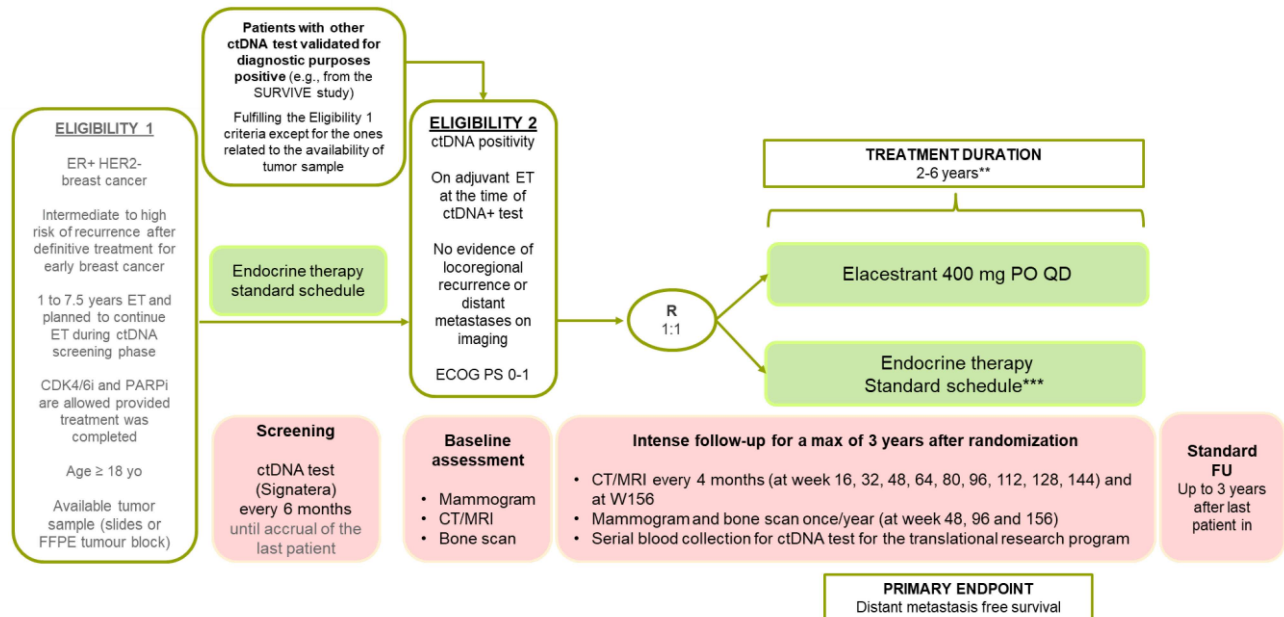 Patients with other
ctDNA test validated for
diagnostic purposes
positive (e.g., from the
SURVIVE study)
Fulfilling the Eligibility 1
criteria except for the ones
related to the availability of
tumor sample
ELIGIBILITY 1
ER+ HER2-
breast cancer
Intermediate to high
risk of recurrence after
definitive treatment for
early breast cancer
1 to 7.5 years ET and
planned to continue
ET during ctDNA
screening phase
CDK4/6i and PARPi
are allowed provided
treatment was
completed
Age ≥ 18 yo
Available tumor
sample (slides or
FFPE tumour block)
Endocrine therapy
standard schedule
ELIGIBILITY 2
ctDNA positivity
On adjuvant ET
at the time of
ctDNA+ test
No evidence of
locoregional
recurrence or
distant
metastases on
imaging
ECOG PS 0-1
R
1:1
TREATMENT DURATION
2-6 years**
Elacestrant 400 mg PO QD
Endocrine therapy
Standard schedule***
Screening
ctDNA test
(Signatera)
every 6 months
until accrual of the
last patient
Baseline
assessment
• Mammogram
• CT/MRI
• Bone scan
Intense follow-up for a max of 3 years after randomization
• CT/MRI every 4 months (at week 16, 32, 48, 64, 80, 96, 112, 128, 144) and
at W156
• Mammogram and bone scan once/year (at week 48, 96 and 156)
• Serial blood collection for ctDNA test for the translational research program
Standard
FU
Up to 3 years
after last
patient in
PRIMARY ENDPOINT
Distant metastasis free survival